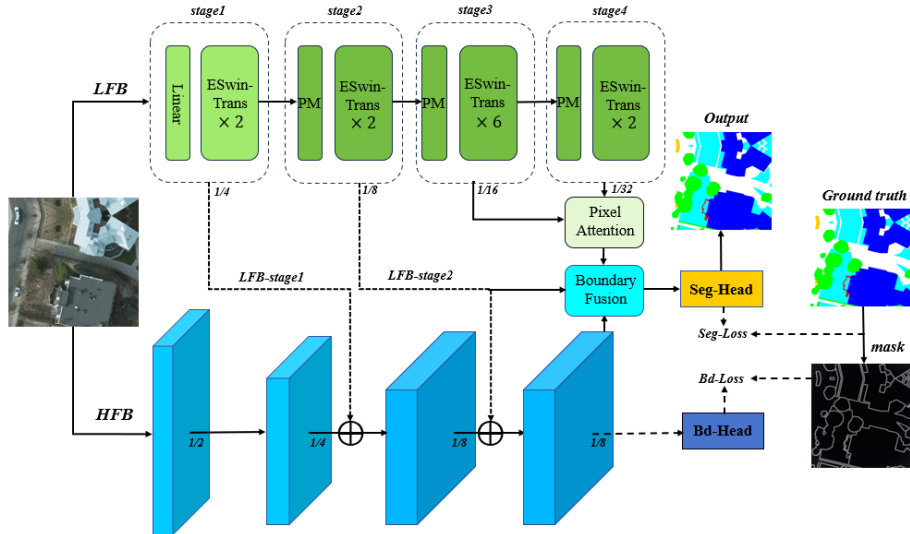 stage1
stage2
stage3
stage4
LFB
Linear
ESwin-
Trans
× 2
PM
ESwin-
Trans
× 2
PM
ESwin-
Trans
× 6
PM
ESwin-
Trans
× 2
Output
1/4
1/8
1/16
1/32
Ground truth
Pixel
Attention
LFB-stage1
LFB-stage2
Boundary
Fusion
Seg-Head
Seg-Loss
mask
Bd-Loss
HFB
1/2
1/4
1/8
1/8
Bd-Head